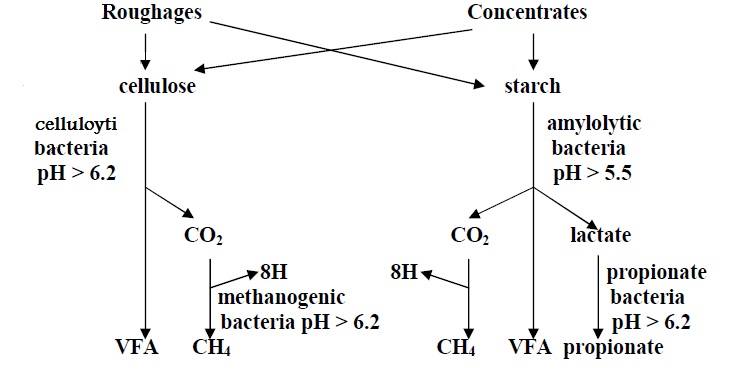 Roughages Concentrates
cellulose starch
celluloyti
bacteria
pH > 6.2
amylolytic
bacteria
pH > 5.5
CO₂ CO₂ lactate
8H 8H
methanogenic
bacteria pH > 6.2
propionate
bacteria
pH > 6.2
VFA CH₄ CH₄ VFA propionate